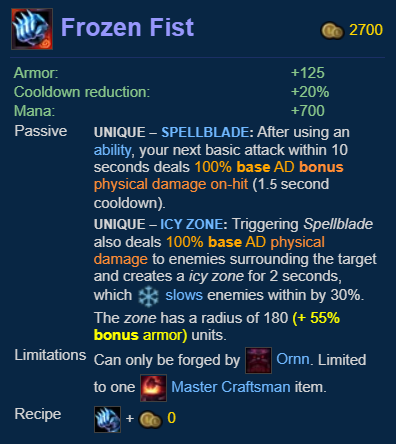 Frozen Fist 2700
Armor: +125
Cooldown reduction: +20%
Mana: +700
Passive UNIQUE – SPELLBLADE: After using an
ability, your next basic attack within 10
seconds deals 100% base AD bonus
physical damage on-hit (1.5 second
cooldown).
UNIQUE – ICY ZONE: Triggering Spellblade
also deals 100% base AD physical
damage to enemies surrounding the target
and creates a icy zone for 2 seconds,
which slows enemies within by 30%.
The zone has a radius of 180 (+ 55%
bonus armor) units.
Limitations Can only be forged by Ornn. Limited
to one Master Craftsman item.
Recipe + 0